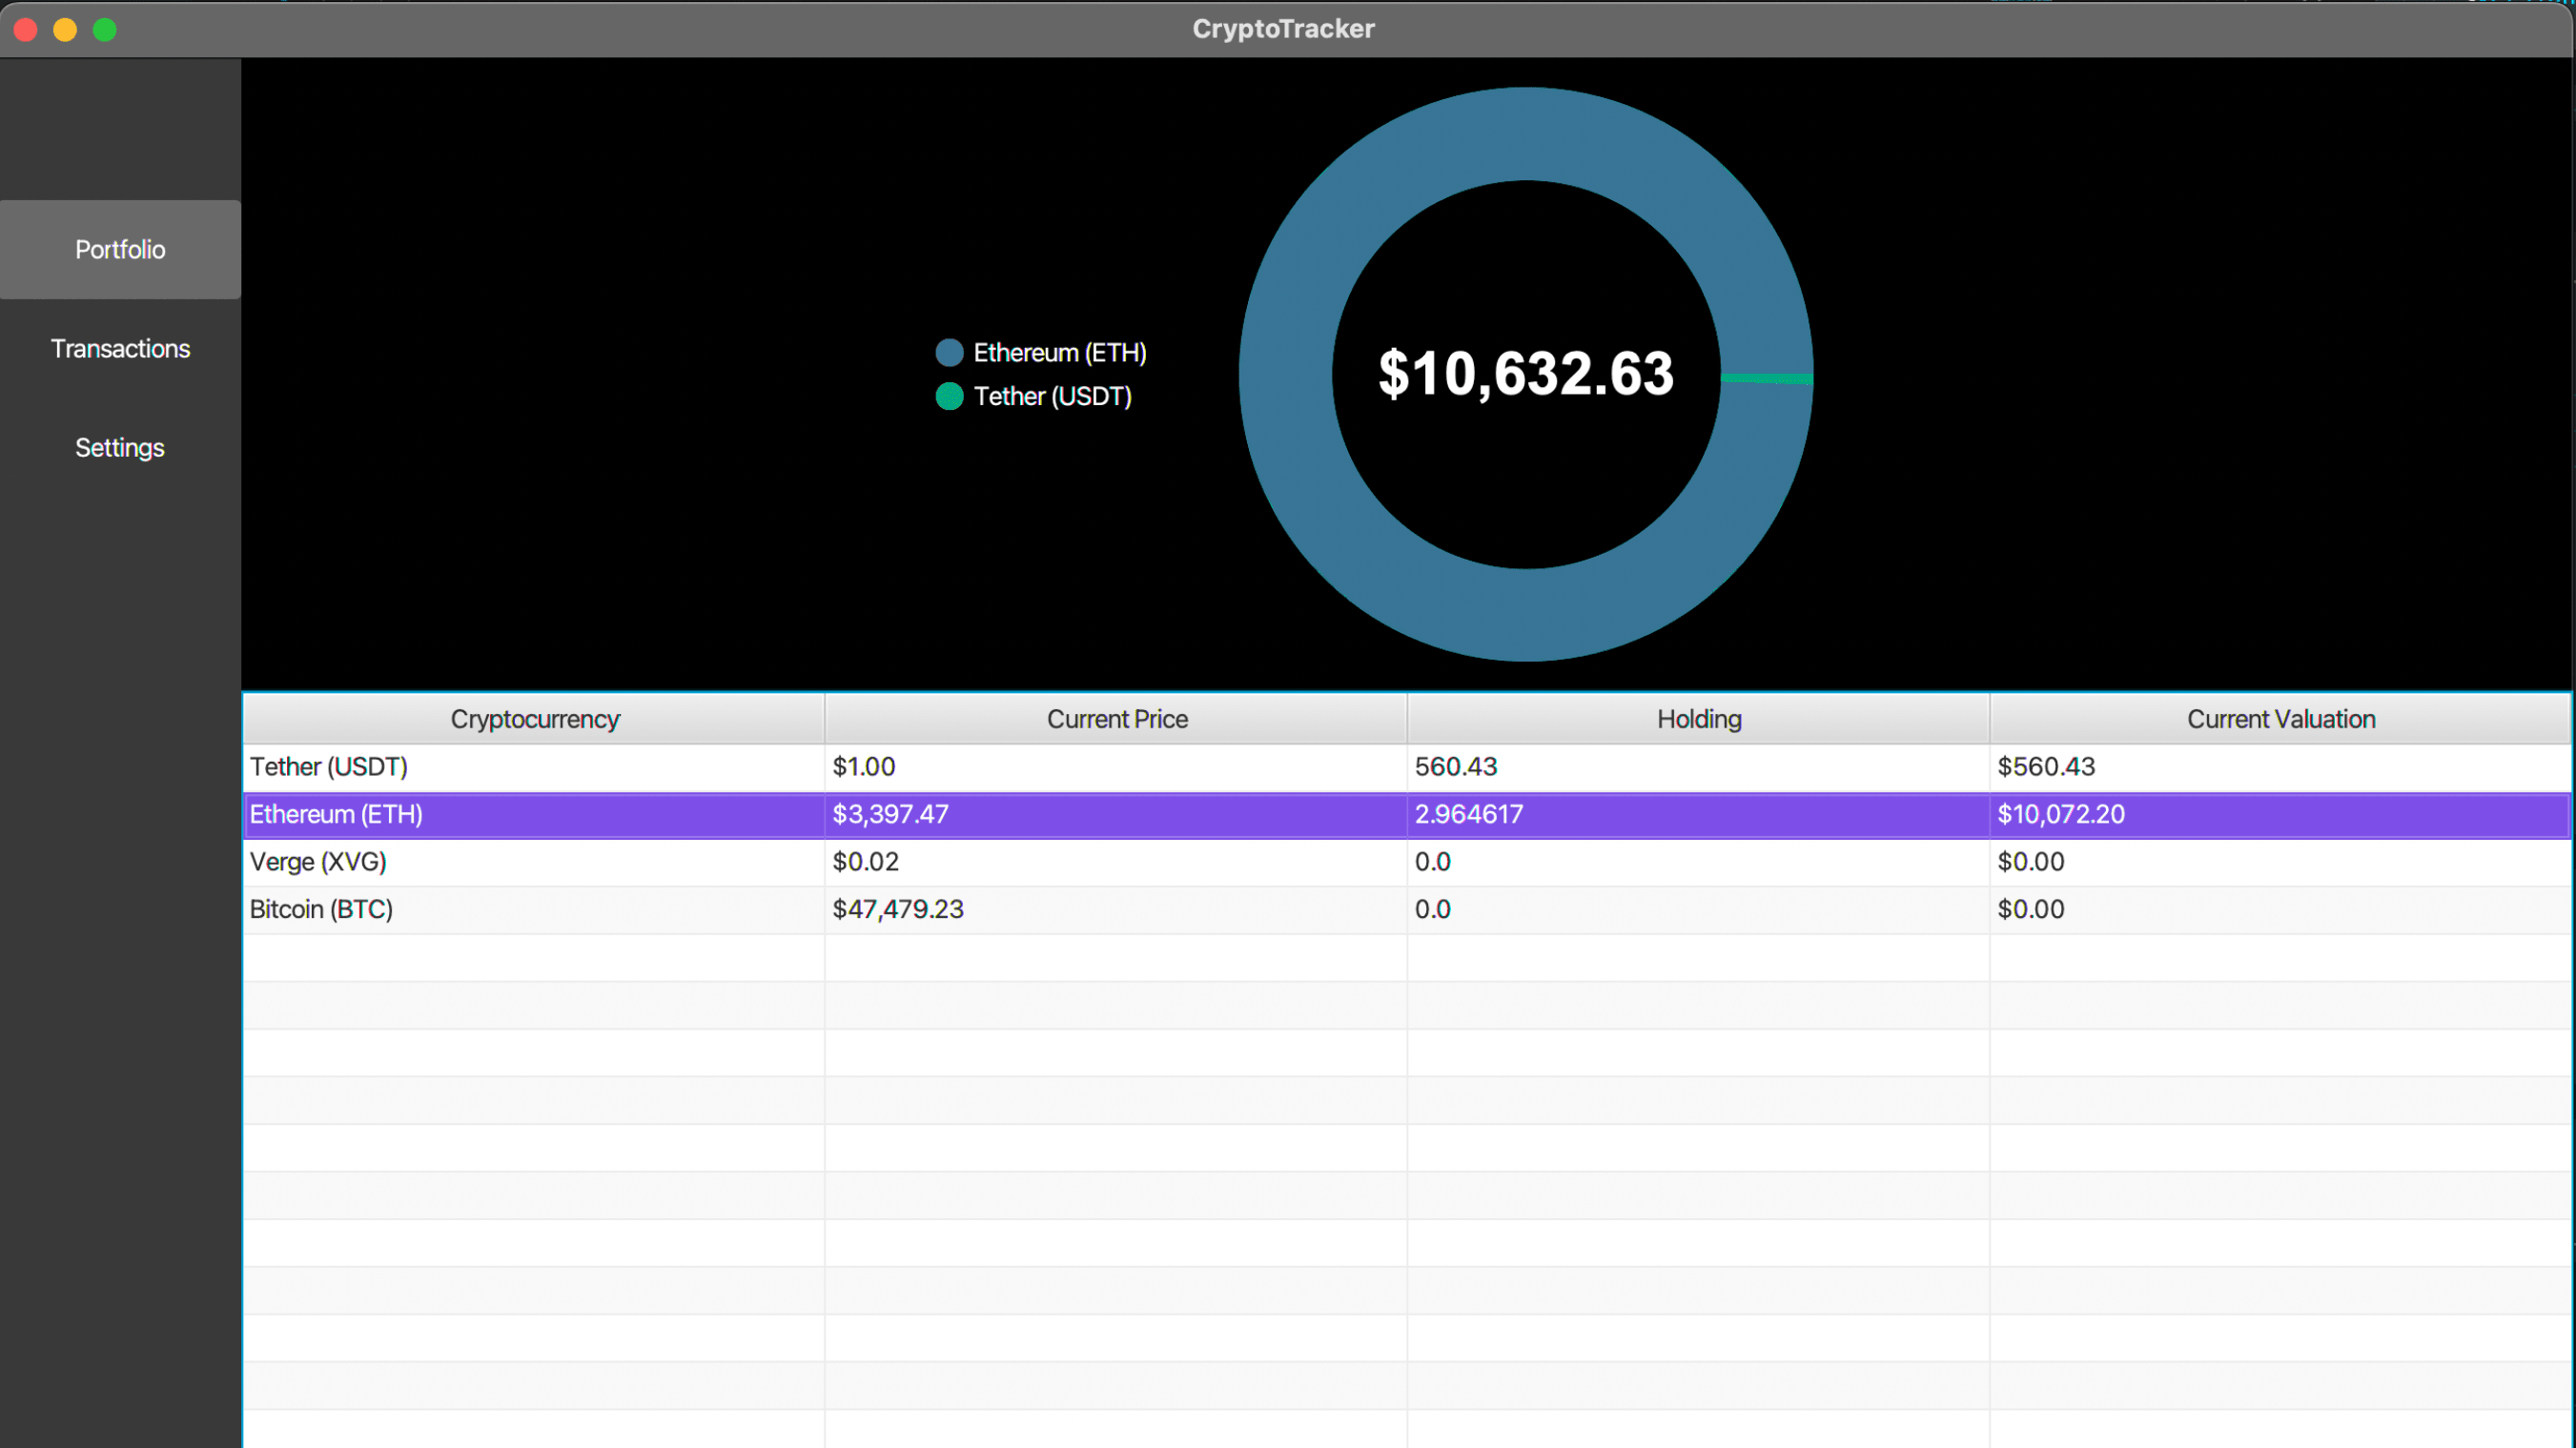 CryptoTracker
Portfolio
Transactions
Settings
Ethereum (ETH)
Tether (USDT)
$10,632.63
Cryptocurrency Current Price Holding Current Valuation
Tether (USDT) $1.00 560.43 $560.43
Ethereum (ETH) $3,397.47 2.964617 $10,072.20
Verge (XVG) $0.02 0.0 $0.00
Bitcoin (BTC) $47,479.23 0.0 $0.00